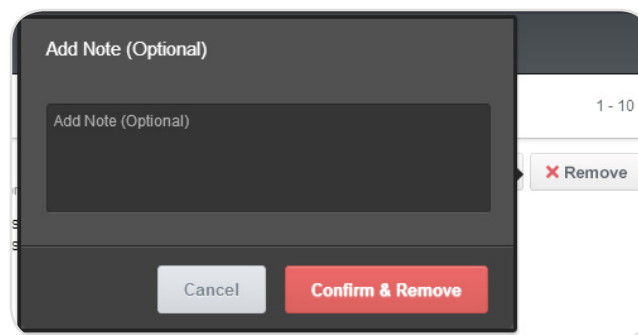 Add Note (Optional)
Add Note (Optional)
1 - 10
Remove
Cancel
Confirm & Remove